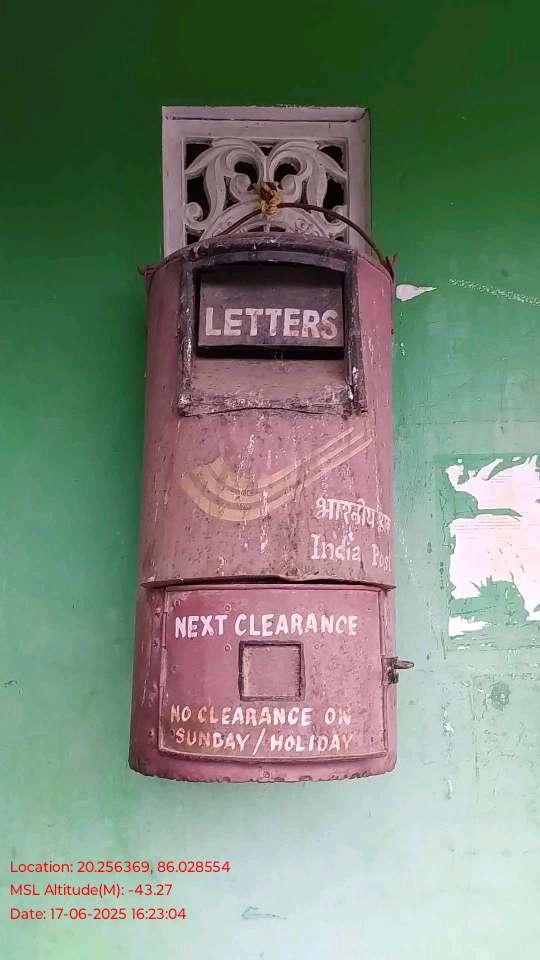 LETTERS
भारतीय डाक
India Post
NEXT CLEARANCE
NO CLEARANCE ON
SUNDAY / HOLIDAY
Location: 20.256369, 86.028554
MSL Altitude(M): -43.27
Date: 17-06-2025 16:23:04